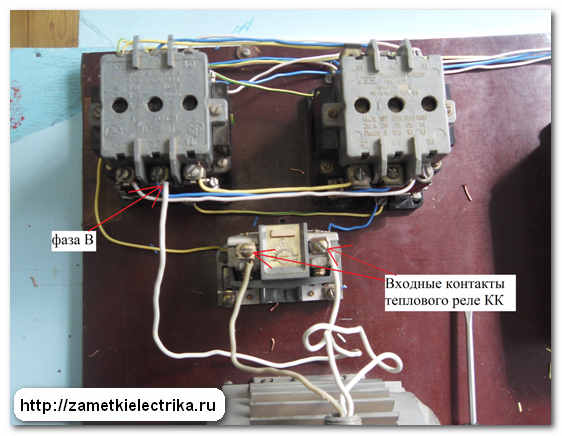 фаза В
Входные контакты
теплового реле КК
http://zametkielectrika.ru